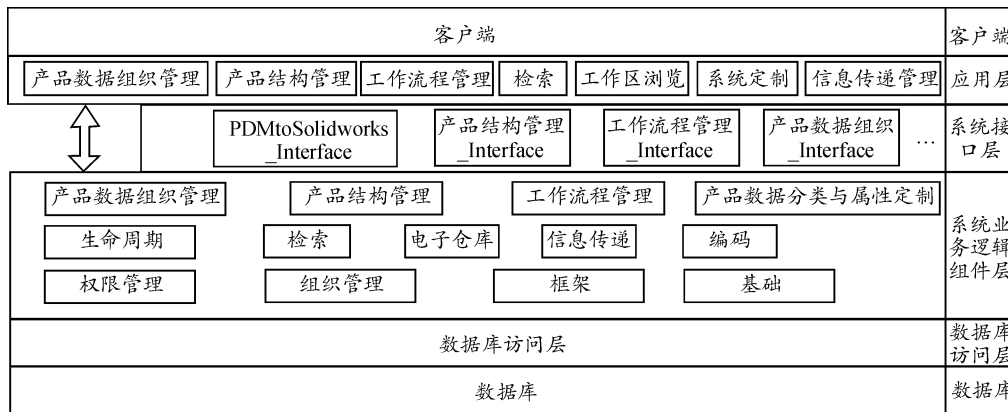 客户端 客户端
产品数据组织管理 产品结构管理 工作流程管理 检索 工作区浏览 系统定制 信息传递管理 应用层
PDMtoSolidworks 产品结构管理 工作流程管理 产品数据组织 系统接
_Interface _Interface _Interface _Interface … 口层
产品数据组织管理 产品结构管理 工作流程管理 产品数据分类与属性定制
生命周期 检索 电子仓库 信息传递 编码 系统业
务逻辑
权限管理 组织管理 框架 基础 组件层
数据库访问层 数据库
访问层
数据库 数据库